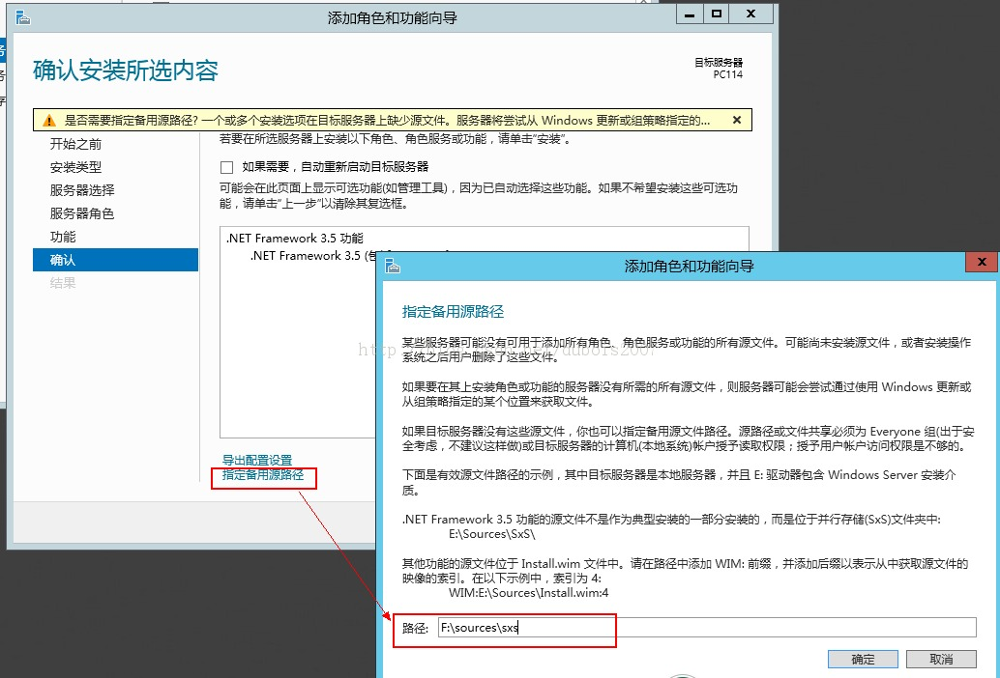 添加角色和功能向导
确认安装所选内容
目标服务器
PC114
是否需要指定备用源路径? 一个或多个安装选项在目标服务器上缺少源文件。服务器将尝试从 Windows 更新或组策略指定的...
若要在所选服务器上安装以下角色、角色服务或功能，请单击"安装"。
开始之前
安装类型
服务器选择
服务器角色
功能
确认
结果
如果需要，自动重新启动目标服务器
可能会在此页面上显示可选功能(如管理工具)，因为已自动选择这些功能。如果不希望安装这些可选功
能，请单击"上一步"以清除其复选框。
.NET Framework 3.5 功能
.NET Framework 3.5 (包
导出配置设置
指定备用源路径
添加角色和功能向导
指定备用源路径
某些服务器可能没有可用于添加所有角色、角色服务或功能的所有源文件。可能尚未安装源文件，或者安装操作
系统之后用户删除了这些文件。
如果要在其上安装角色或功能的服务器没有所需的所有源文件，则服务器可能会尝试通过使用 Windows 更新或
从组策略指定的某个位置来获取文件。
如果目标服务器没有这些源文件，你也可以指定备用源文件路径。源路径或文件共享必须为 Everyone 组(出于安
全考虑，不建议这样做)或目标服务器的计算机(本地系统)帐户授予读取权限；授予用户帐户访问权限是不够的。
下面是有效源文件路径的示例，其中目标服务器是本地服务器，并且 E: 驱动器包含 Windows Server 安装介
质。
.NET Framework 3.5 功能的源文件不是作为典型安装的一部分安装的，而是位于并行存储(SxS)文件夹中:
E:\Sources\SxS\
其他功能的源文件位于 Install.wim 文件中。请在路径中添加 WIM: 前缀，并添加后缀以表示从中获取源文件的
映像的索引。在以下示例中，索引为 4:
WIM:E:\Sources\Install.wim:4
路径:
F:\sources\sxs
确定
取消